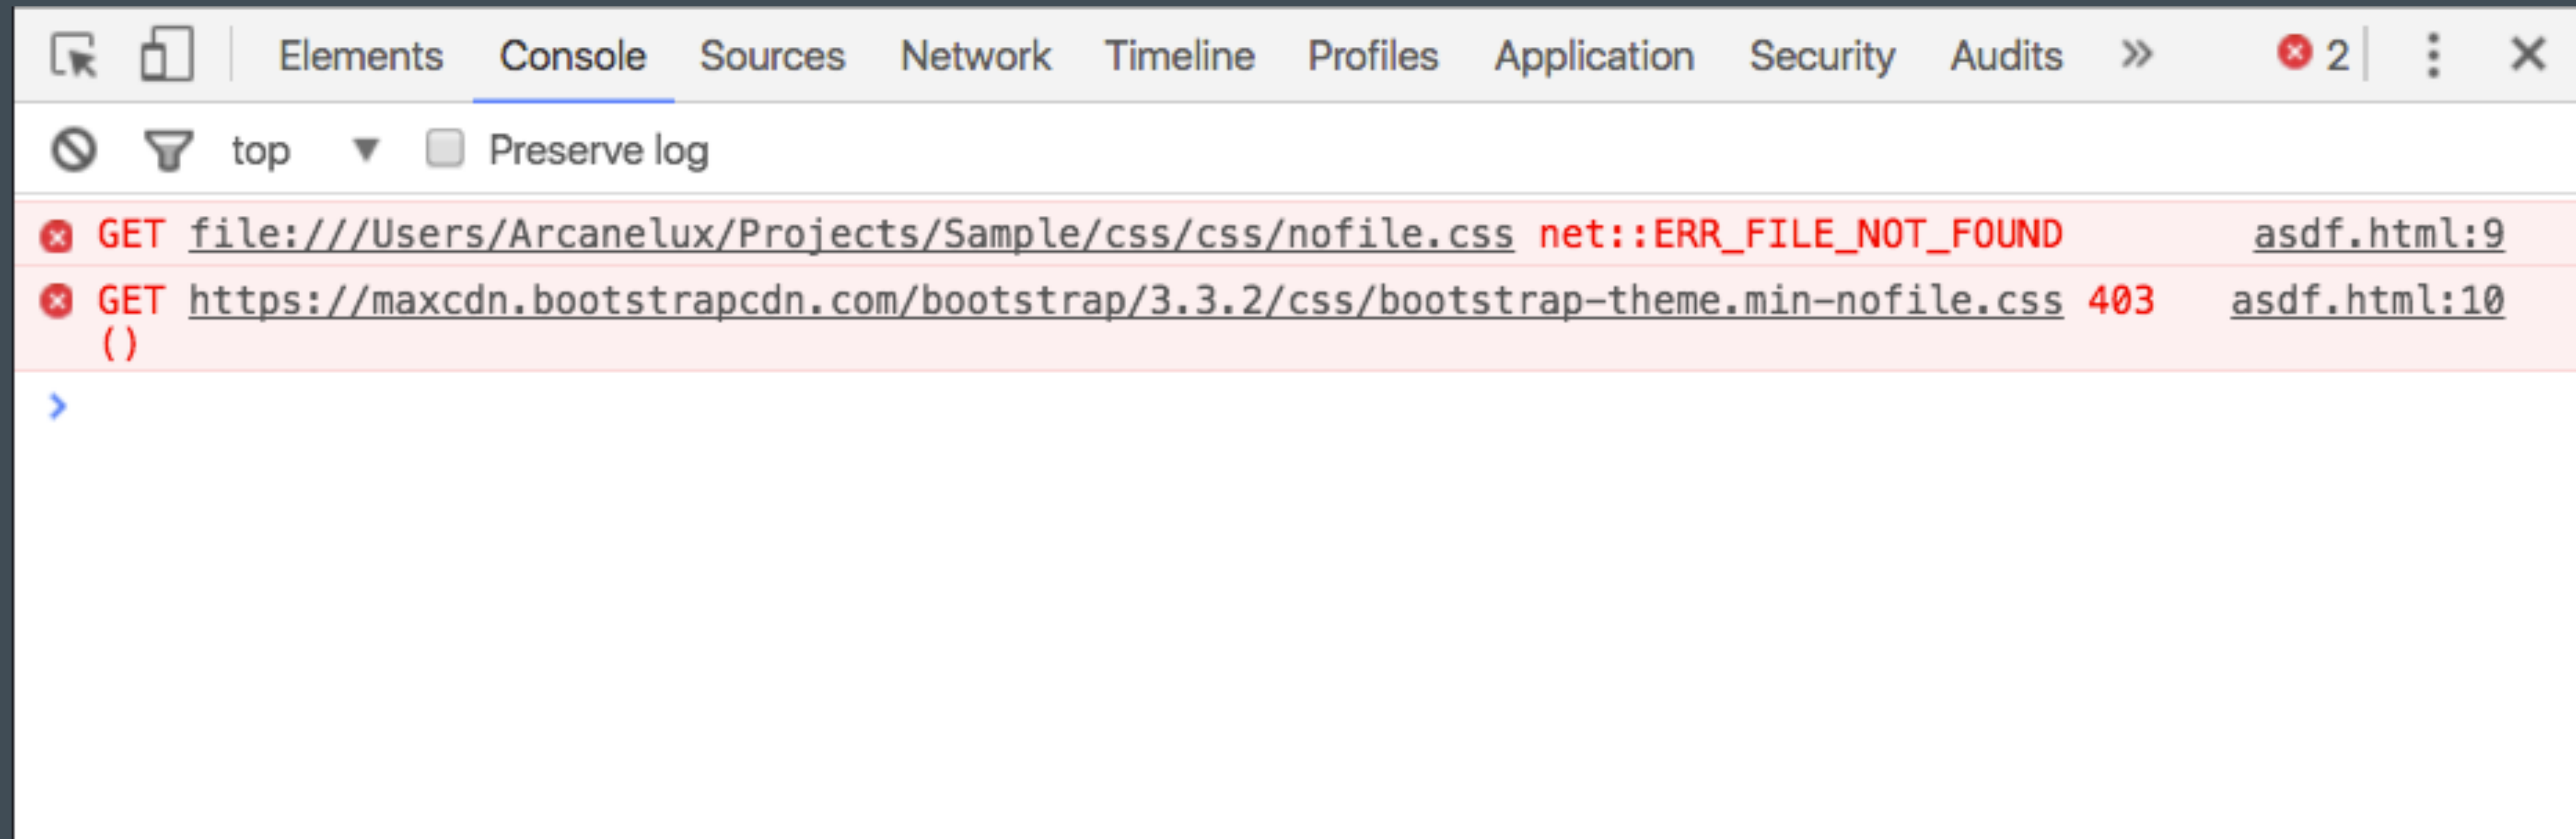 Elements Console Sources Network Timeline Profiles Application Security Audits » 2
top Preserve log
GET file:///Users/Arcanelux/Projects/Sample/css/css/nofile.css net::ERR_FILE_NOT_FOUND asdf.html:9
GET https://maxcdn.bootstrapcdn.com/bootstrap/3.3.2/css/bootstrap-theme.min-nofile.css 403 asdf.html:10
()